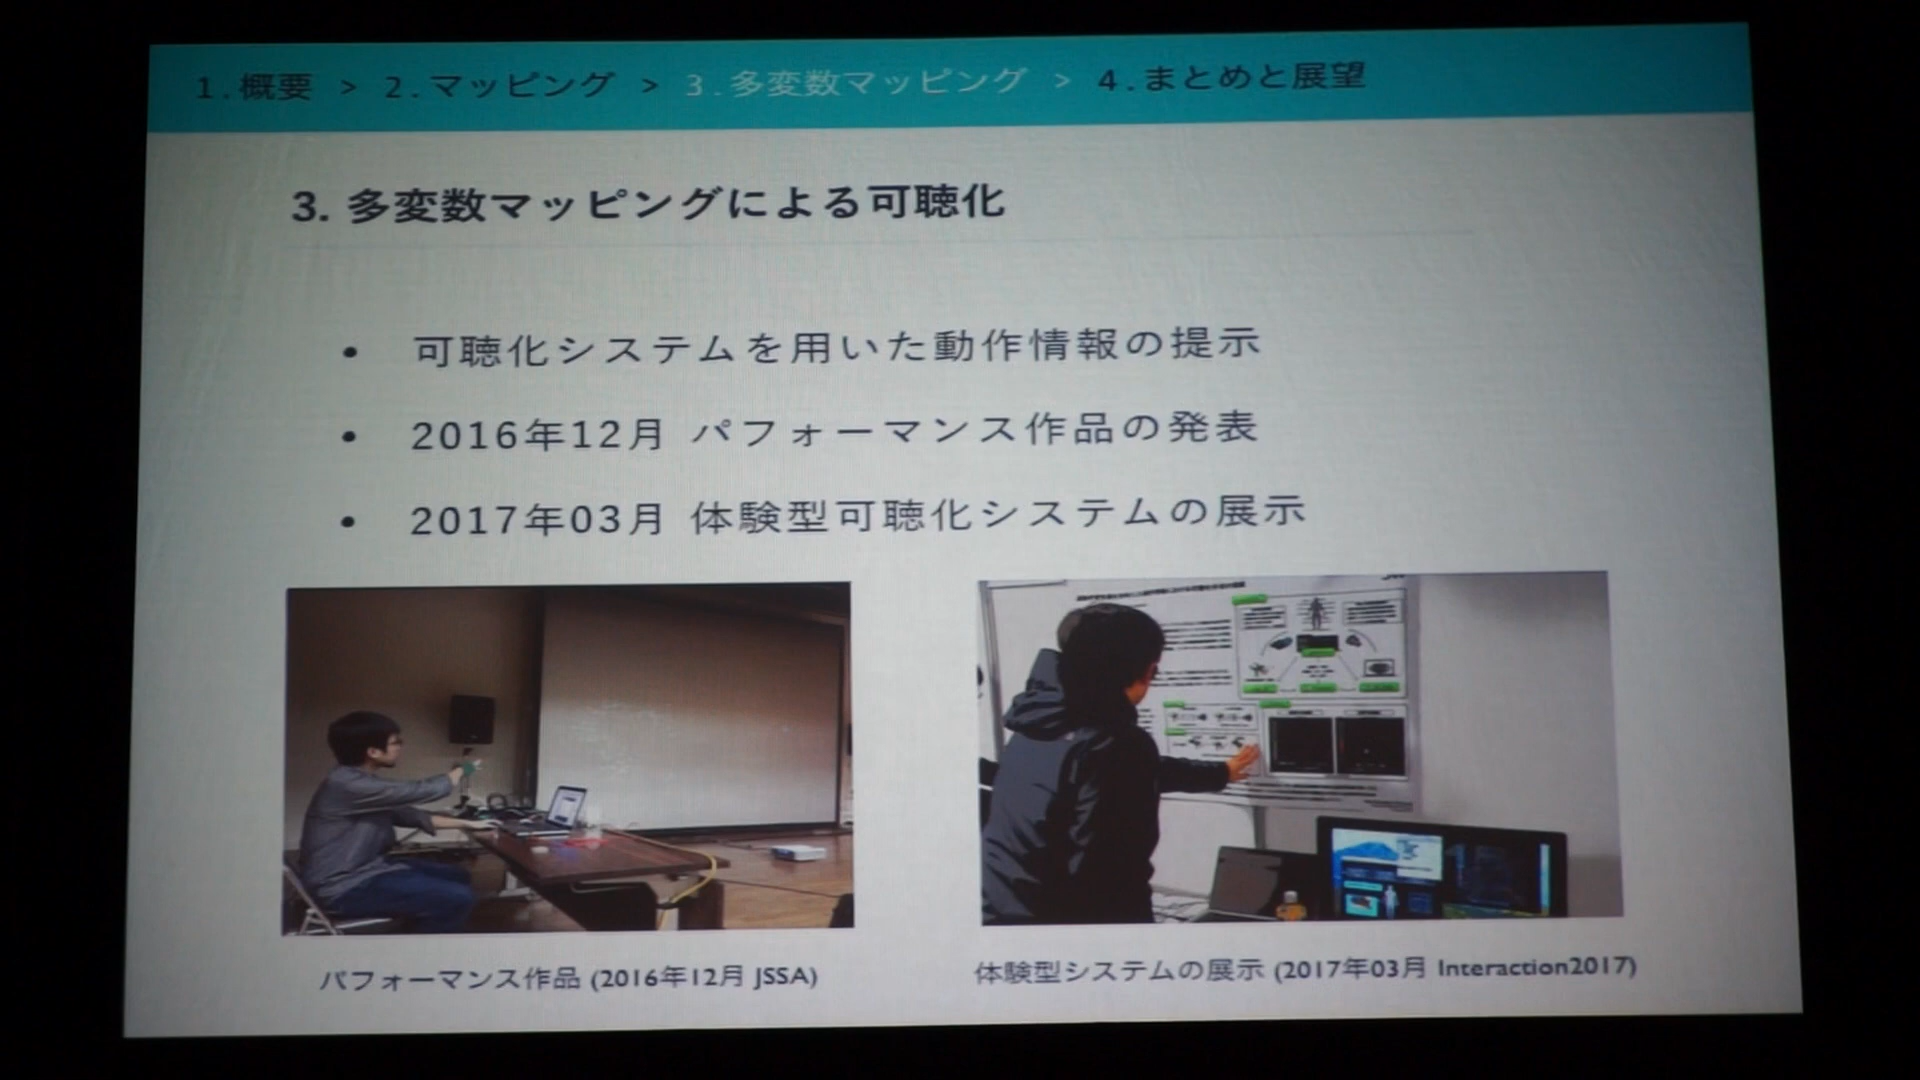 1.概要 > 2.マッピング > 3.多変数マッピング > 4.まとめと展望
3. 多変数マッピングによる可聴化
• 可聴化システムを用いた動作情報の提示
• 2016年12月 パフォーマンス作品の発表
• 2017年03月 体験型可聴化システムの展示
パフォーマンス作品 (2016年12月 JSSA)
体験型システムの展示 (2017年03月 Interaction2017)